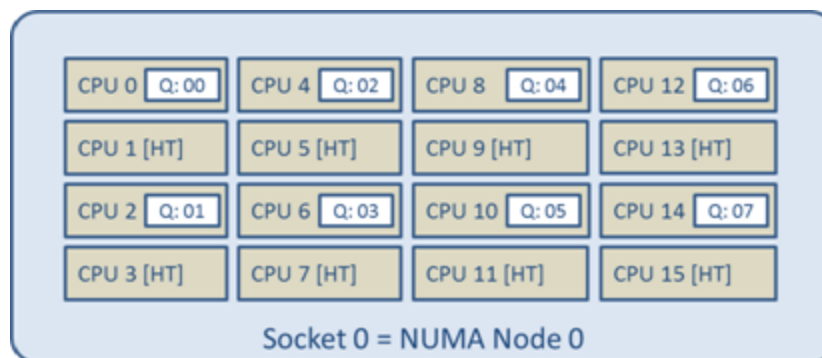 CPU 0 Q: 00 CPU 4 Q: 02 CPU 8 Q: 04 CPU 12 Q: 06
CPU 1 [HT] CPU 5 [HT] CPU 9 [HT] CPU 13 [HT]
CPU 2 Q: 01 CPU 6 Q: 03 CPU 10 Q: 05 CPU 14 Q: 07
CPU 3 [HT] CPU 7 [HT] CPU 11 [HT] CPU 15 [HT]
Socket 0 = NUMA Node 0